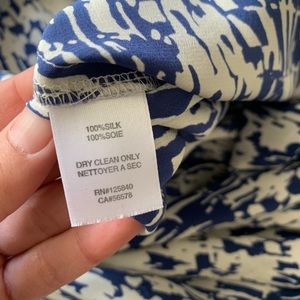 100%SILK
100%SOIE
DRY CLEAN ONLY
NETTOYER A SEC
RN#125840
CA#56578